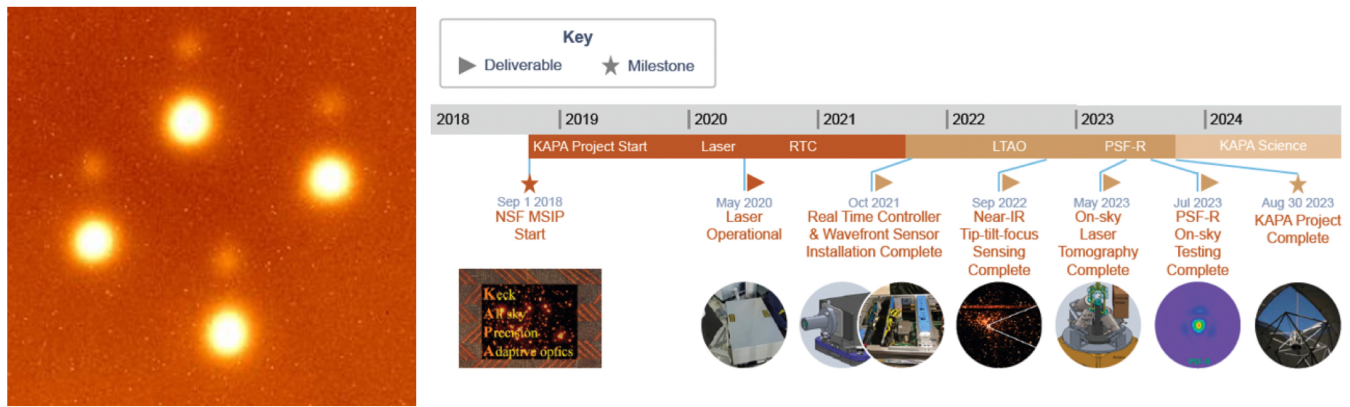 Key
Deliverable
Milestone
2018
2019
2020
2021
2022
2023
2024
KAPA Project Start
Laser
RTC
LTAO
PSF-R
KAPA Science
Sep 1 2018
NSF MSIP
Start
May 2020
Laser
Operational
Oct 2021
Real Time Controller
& Wavefront Sensor
Installation Complete
Sep 2022
Near-IR
Tip-tilt-focus
Sensing
Complete
May 2023
On-sky
Laser
Tomography
Complete
Jul 2023
PSF-R
On-sky
Testing
Complete
Aug 30 2023
KAPA Project
Complete
Keck
All sky
Precision
Adaptive optics